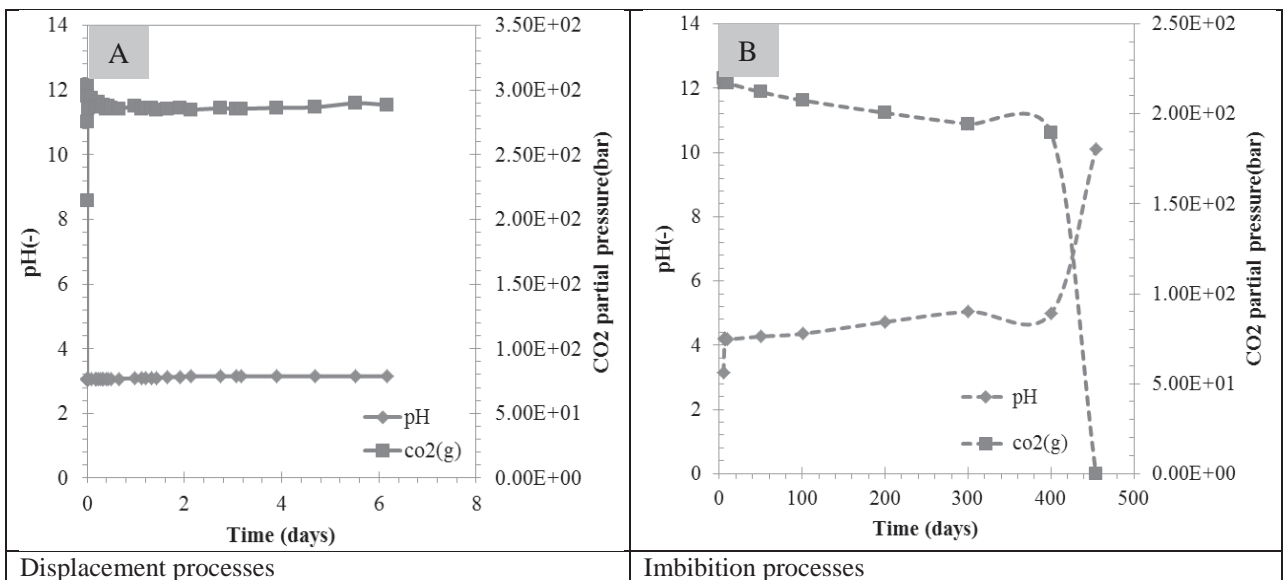 A
14
12
10
8
6
4
2
0
pH(-)
3.50E+02
3.00E+02
2.50E+02
2.00E+02
1.50E+02
1.00E+02
5.00E+01
0.00E+00
CO2 partial pressure(bar)
pH
co2(g)
0 2 4 6 8
Time (days)
Displacement processes
B
14
12
10
8
6
4
2
0
pH(-)
2.50E+02
2.00E+02
1.50E+02
1.00E+02
5.00E+01
0.00E+00
CO2 partial pressure(bar)
pH
co2(g)
0 100 200 300 400 500
Time (days)
Imbibition processes